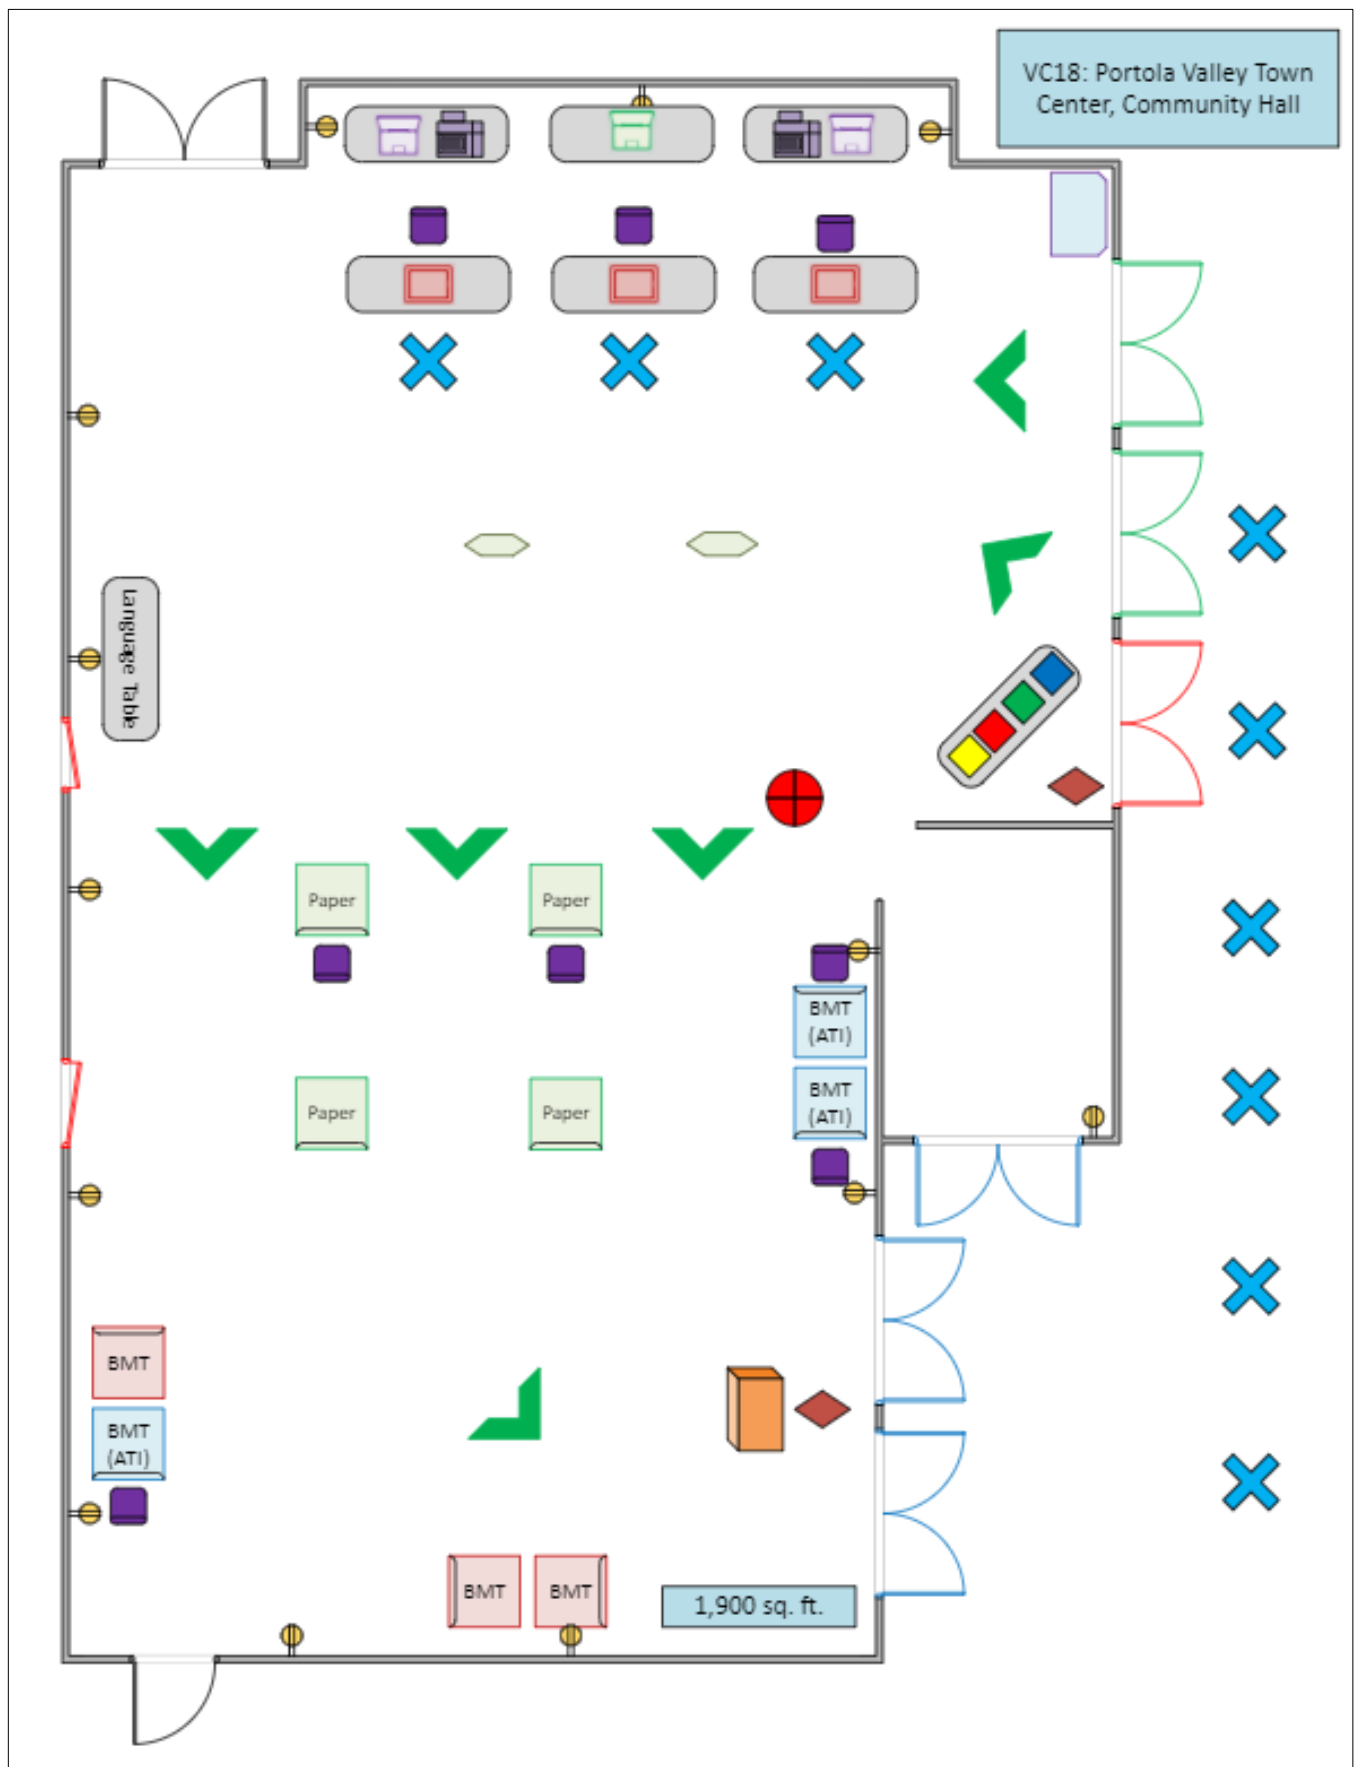 VC18: Portola Valley Town
Center, Community Hall
Language Table
Paper
Paper
BMT
(ATI)
Paper
Paper
BMT
(ATI)
BMT
BMT
(ATI)
BMT
BMT
1,900 sq. ft.